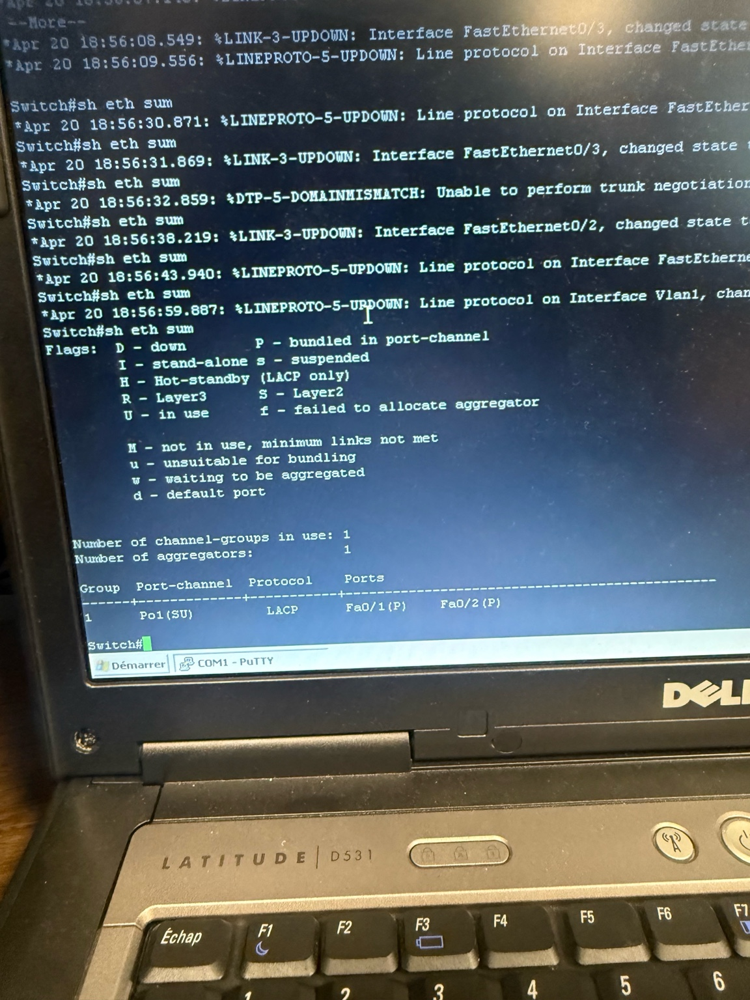 --More--
*Apr 20 18:56:08.549: %LINK-3-UPDOWN: Interface FastEthernet0/3, changed state
*Apr 20 18:56:09.556: %LINEPROTO-5-UPDOWN: Line protocol on Interface FastEther
Switch#sh eth sum
*Apr 20 18:56:30.871: %LINEPROTO-5-UPDOWN: Line protocol on Interface FastEther
Switch#sh eth sum
*Apr 20 18:56:31.869: %LINK-3-UPDOWN: Interface FastEthernet0/3, changed state t
Switch#sh eth sum
*Apr 20 18:56:32.859: %DTP-5-DOMAINMISMATCH: Unable to perform trunk negotiation
Switch#sh eth sum
*Apr 20 18:56:38.219: %LINK-3-UPDOWN: Interface FastEthernet0/2, changed state t
Switch#sh eth sum
*Apr 20 18:56:43.940: %LINEPROTO-5-UPDOWN: Line protocol on Interface FastEtherne
Switch#sh eth sum
*Apr 20 18:56:59.887: %LINEPROTO-5-UPDOWN: Line protocol on Interface Vlan1, chan
Switch#sh eth sum
Flags:  D - down        P - bundled in port-channel
        I - stand-alone s - suspended
        H - Hot-standby (LACP only)
        R - Layer3      S - Layer2
        U - in use      f - failed to allocate aggregator
        M - not in use, minimum links not met
        u - unsuitable for bundling
        w - waiting to be aggregated
        d - default port
Number of channel-groups in use: 1
Number of aggregators:           1
Group  Port-channel  Protocol    Ports
------+-------------+-----------+-----------------------------------------------
1      Po1(SU)         LACP      Fa0/1(P)    Fa0/2(P)
Switch#
Démarrer COM1 - PuTTY
DELL
LATITUDE | D531
Échap F1 F2 F3 F4 F5 F6 F7
1 2 3 4 5 6